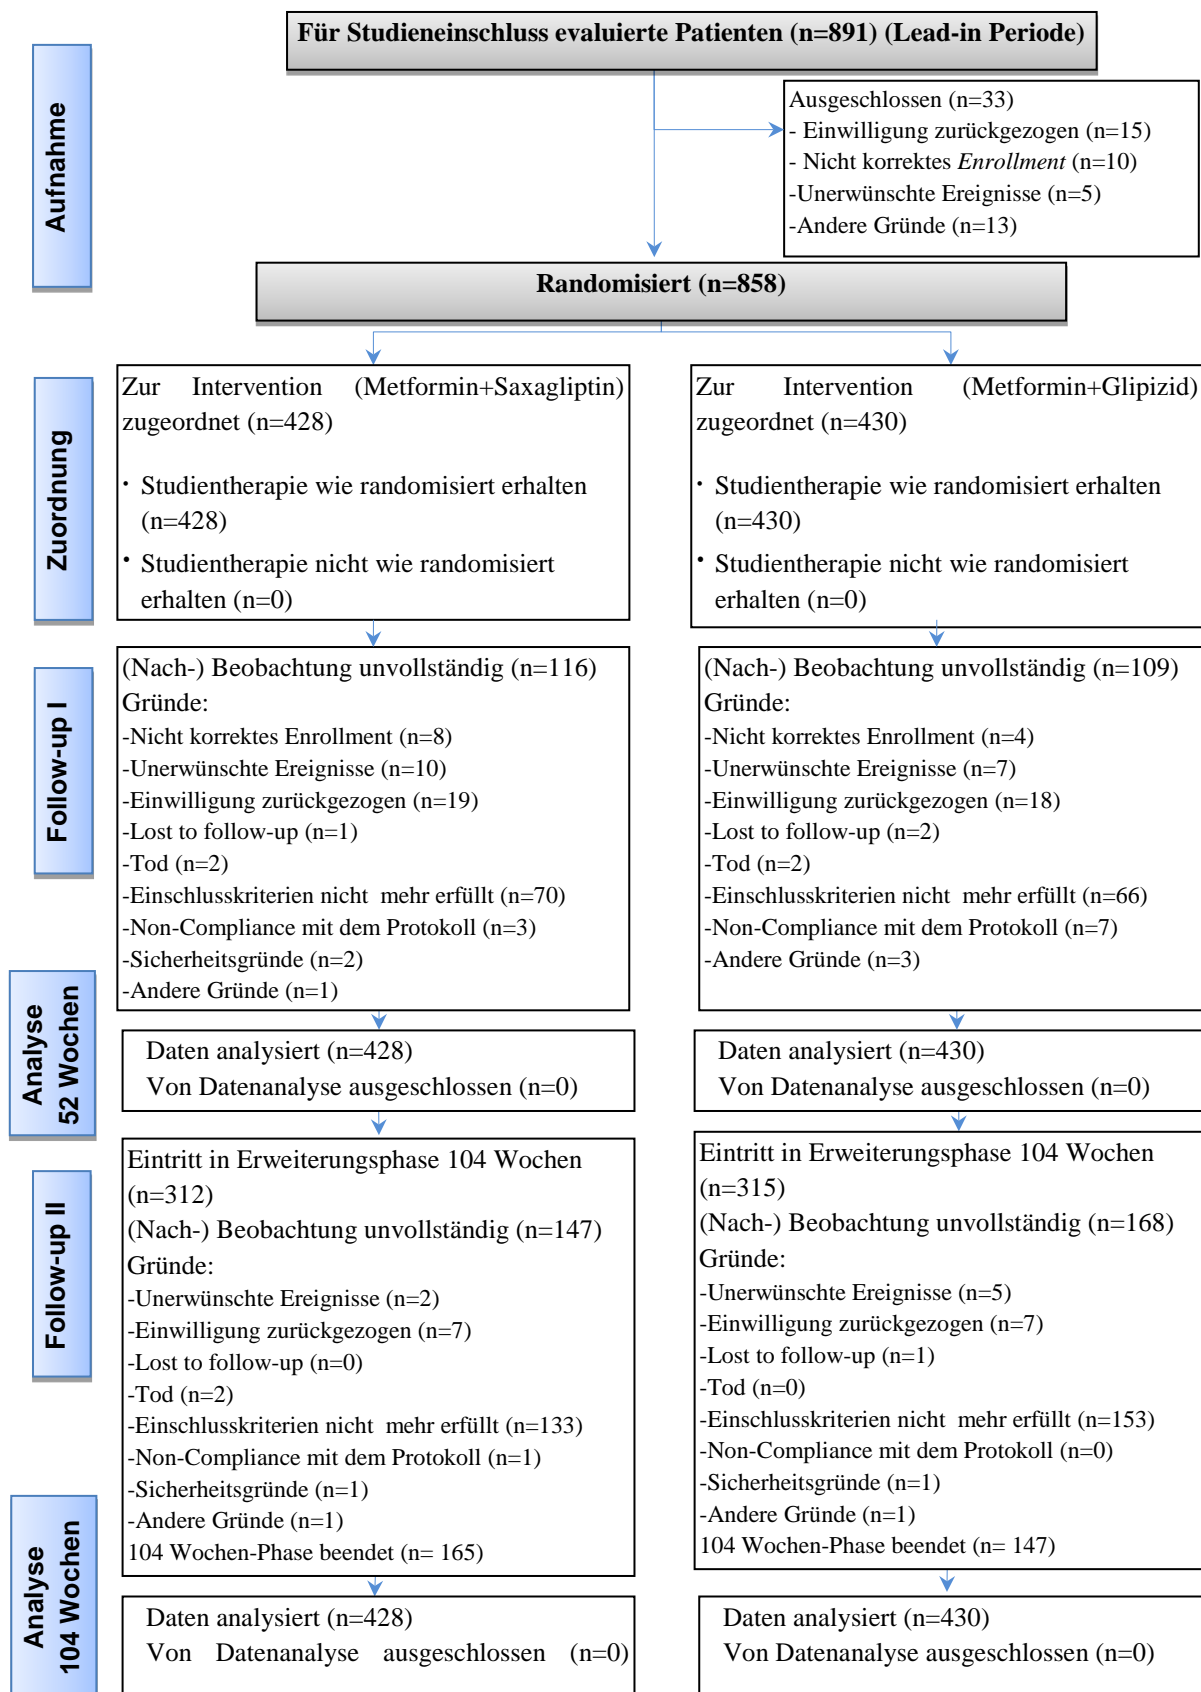 Für Studieneinschluss evaluierte Patienten (n=891) (Lead-in Periode)
Aufnahme
Ausgeschlossen (n=33)
- Einwilligung zurückgezogen (n=15)
- Nicht korrektes Enrollment (n=10)
-Unerwünschte Ereignisse (n=5)
-Andere Gründe (n=13)
Randomisiert (n=858)
Zuordnung
Zur Intervention (Metformin+Saxagliptin)
zugeordnet (n=428)
· Studientherapie wie randomisiert erhalten
(n=428)
· Studientherapie nicht wie randomisiert
erhalten (n=0)
Zur Intervention (Metformin+Glipizid)
zugeordnet (n=430)
· Studientherapie wie randomisiert erhalten
(n=430)
· Studientherapie nicht wie randomisiert
erhalten (n=0)
Follow-up I
(Nach-) Beobachtung unvollständig (n=116)
Gründe:
-Nicht korrektes Enrollment (n=8)
-Unerwünschte Ereignisse (n=10)
-Einwilligung zurückgezogen (n=19)
-Lost to follow-up (n=1)
-Tod (n=2)
-Einschlusskriterien nicht mehr erfüllt (n=70)
-Non-Compliance mit dem Protokoll (n=3)
-Sicherheitsgründe (n=2)
-Andere Gründe (n=1)
(Nach-) Beobachtung unvollständig (n=109)
Gründe:
-Nicht korrektes Enrollment (n=4)
-Unerwünschte Ereignisse (n=7)
-Einwilligung zurückgezogen (n=18)
-Lost to follow-up (n=2)
-Tod (n=2)
-Einschlusskriterien nicht mehr erfüllt (n=66)
-Non-Compliance mit dem Protokoll (n=7)
-Andere Gründe (n=3)
Analyse
52 Wochen
Daten analysiert (n=428)
Von Datenanalyse ausgeschlossen (n=0)
Daten analysiert (n=430)
Von Datenanalyse ausgeschlossen (n=0)
Follow-up II
Eintritt in Erweiterungsphase 104 Wochen
(n=312)
(Nach-) Beobachtung unvollständig (n=147)
Gründe:
-Unerwünschte Ereignisse (n=2)
-Einwilligung zurückgezogen (n=7)
-Lost to follow-up (n=0)
-Tod (n=2)
-Einschlusskriterien nicht mehr erfüllt (n=133)
-Non-Compliance mit dem Protokoll (n=1)
-Sicherheitsgründe (n=1)
-Andere Gründe (n=1)
104 Wochen-Phase beendet (n= 165)
Eintritt in Erweiterungsphase 104 Wochen
(n=315)
(Nach-) Beobachtung unvollständig (n=168)
Gründe:
-Unerwünschte Ereignisse (n=5)
-Einwilligung zurückgezogen (n=7)
-Lost to follow-up (n=1)
-Tod (n=0)
-Einschlusskriterien nicht mehr erfüllt (n=153)
-Non-Compliance mit dem Protokoll (n=0)
-Sicherheitsgründe (n=1)
-Andere Gründe (n=1)
104 Wochen-Phase beendet (n= 147)
Analyse
104 Wochen
Daten analysiert (n=428)
Von Datenanalyse ausgeschlossen (n=0)
Daten analysiert (n=430)
Von Datenanalyse ausgeschlossen (n=0)